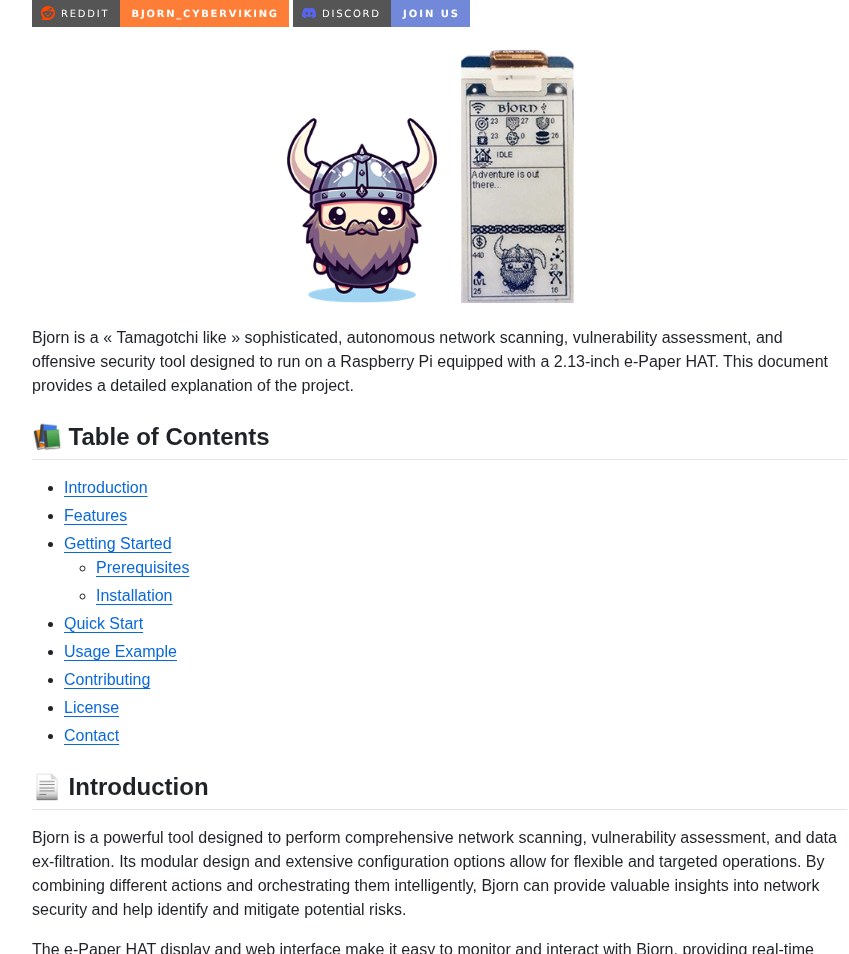 REDDIT BJORN_CYBERVIKING DISCORD JOIN US
BJORN
23 27 0
23 0 26
IDLE
Adventure is out
there...
A
440
23
LVL
25 16
Bjorn is a « Tamagotchi like » sophisticated, autonomous network scanning, vulnerability assessment, and
offensive security tool designed to run on a Raspberry Pi equipped with a 2.13-inch e-Paper HAT. This document
provides a detailed explanation of the project.
Table of Contents
Introduction
Features
Getting Started
Prerequisites
Installation
Quick Start
Usage Example
Contributing
License
Contact
Introduction
Bjorn is a powerful tool designed to perform comprehensive network scanning, vulnerability assessment, and data
ex-filtration. Its modular design and extensive configuration options allow for flexible and targeted operations. By
combining different actions and orchestrating them intelligently, Bjorn can provide valuable insights into network
security and help identify and mitigate potential risks.
The e-Paper HAT display and web interface make it easy to monitor and interact with Bjorn, providing real-time